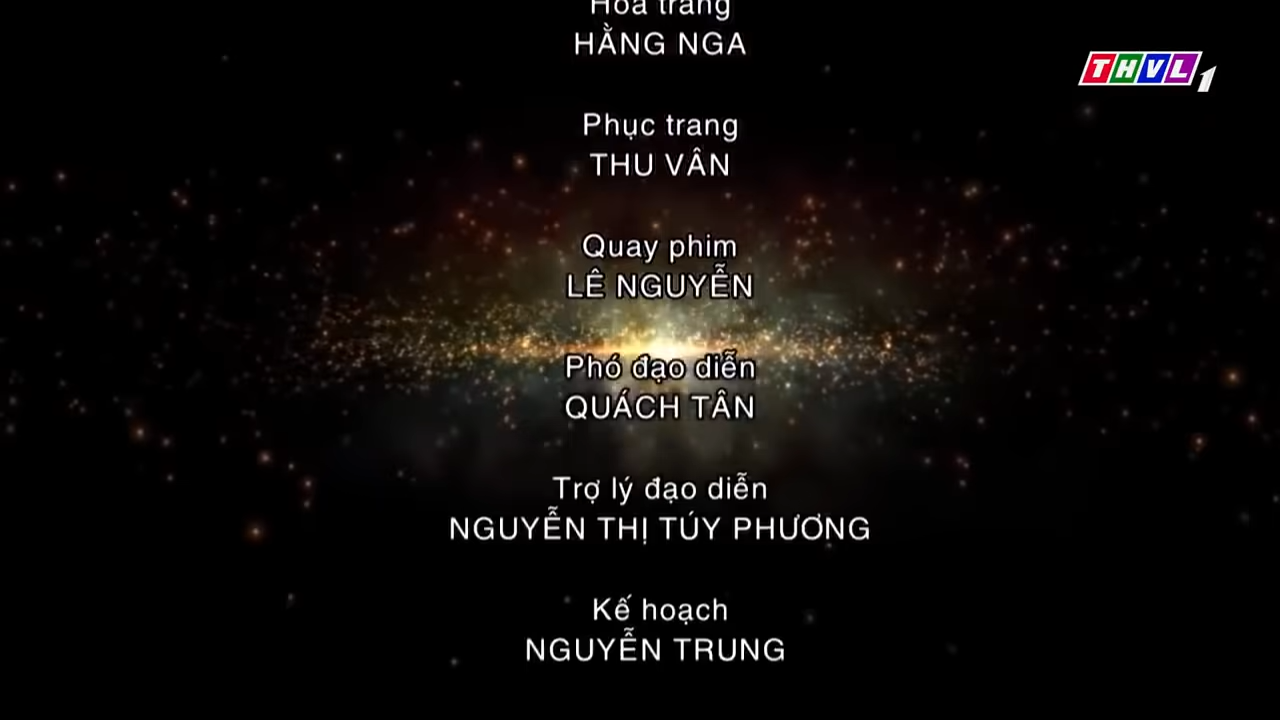 Hóa trang
HẰNG NGA
THVL1
Phục trang
THU VÂN
Quay phim
LÊ NGUYỄN
Phó đạo diễn
QUÁCH TÂN
Trợ lý đạo diễn
NGUYỄN THỊ TÚY PHƯƠNG
Kế hoạch
NGUYỄN TRUNG